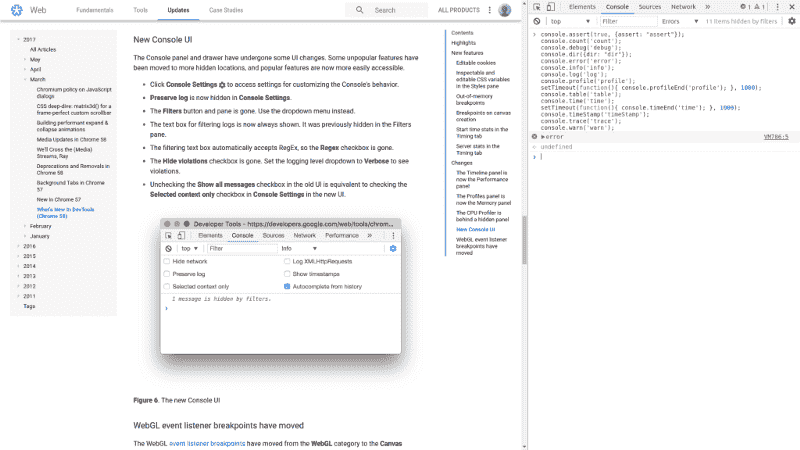 Web
Fundamentals
Tools
Updates
Case Studies
Search
ALL PRODUCTS
2017
All Articles
May
April
March
Chromium policy on JavaScript
dialogs
CSS deep-dive: matrix3d() for a
frame-perfect custom scrollbar
Building performant expand &
collapse animations
Media Updates in Chrome 58
We'll Cross the (Media)
Streams, Ray
Deprecations and Removals in
Chrome 58
Background Tabs in Chrome
57
New in Chrome 57
What's New In DevTools
(Chrome 58)
February
January
2016
2015
2014
2013
2012
2011
Tags
New Console UI
The Console panel and drawer have undergone some UI changes. Some unpopular features have
been moved to more hidden locations, and popular features are now more easily accessible.
• Click Console Settings to access settings for customizing the Console's behavior.
• Preserve log is now hidden in Console Settings.
• The Filters button and pane is gone. Use the dropdown menu instead.
• The text box for filtering logs is now always shown. It was previously hidden in the Filters
pane.
• The filtering text box automatically accepts RegEx, so the Regex checkbox is gone.
• The Hide violations checkbox is gone. Set the logging level dropdown to Verbose to see
violations.
• Unchecking the Show all messages checkbox in the old UI is equivalent to checking the
Selected context only checkbox in Console Settings in the new UI.
Developer Tools - https://developers.google.com/web/tools/chrom...
Elements Console Sources Network Performance »
top ▼ Filter Info ▼
Hide network
Log XMLHttpRequests
Preserve log
Show timestamps
Selected context only
Autocomplete from history
1 message is hidden by filters.
Figure 6. The new Console UI
WebGL event listener breakpoints have moved
The WebGL event listener breakpoints have moved from the WebGL category to the Canvas
Contents
Highlights
New features
Editable cookies
Inspectable and
editable CSS variables
in the Styles pane
Out-of-memory
breakpoints
Breakpoints on canvas
creation
Start time stats in the
Timing tab
Server stats in the
Timing tab
Changes
The Timeline panel is
now the Performance
panel
The Profiles panel is
now the Memory panel
The CPU Profiler is
behind a hidden panel
New Console UI
WebGL event listener
breakpoints have
moved
Elements Console Sources Network » 1 1
top ▼ Filter Errors ▼ 11 items hidden by filters
console.assert(true, {assert: "assert"});
console.count('count');
console.debug('debug');
console.dir({dir: "dir"});
console.error('error');
console.info('info');
console.log('log');
console.profile('profile');
setTimeout(function(){ console.profileEnd('profile'); }, 1000);
console.table('table');
console.time('time');
setTimeout(function(){ console.timeEnd('time'); }, 1000);
console.timeStamp('timeStamp');
console.trace('trace');
console.warn('warn');
▶error VM786:5
undefined